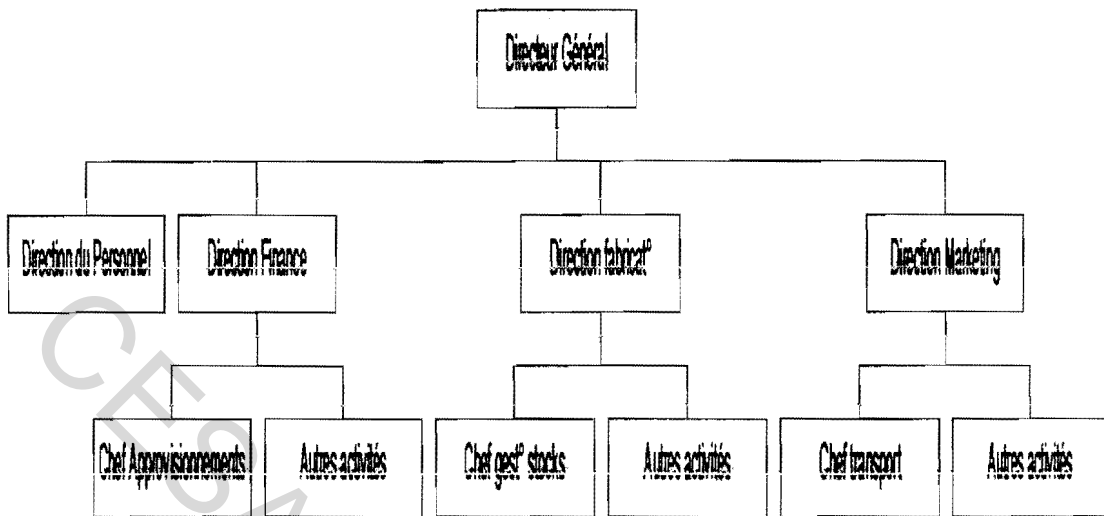 Directeur Général
Direction du Personnel
Direction Finance
Direction fabricat°
Direction Marketing
Chef Approvisionnements
Autres activités
Chef gest° stocks
Autres activités
Chef transport
Autres activités